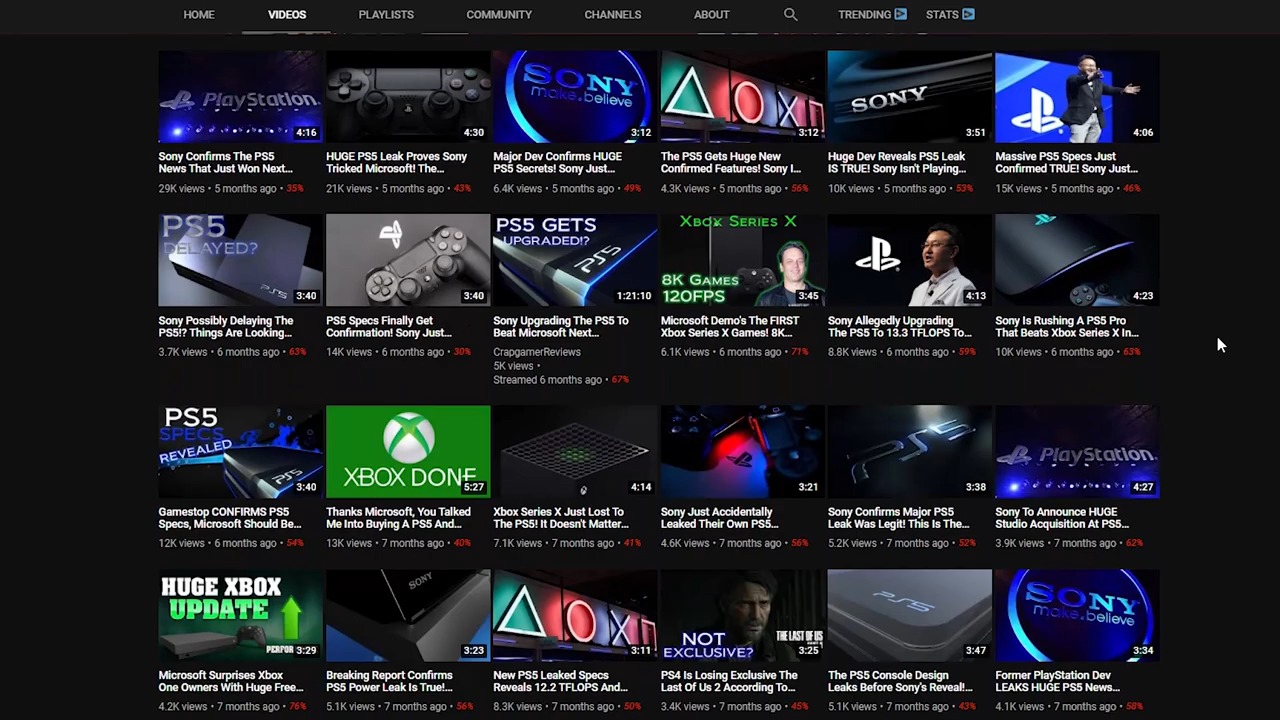 HOME VIDEOS PLAYLISTS COMMUNITY CHANNELS ABOUT TRENDING STATS
PlayStation. 4:16
4:30
SONY make.believe 3:12
3:12
SONY 3:51
4:06
Sony Confirms The PS5
News That Just Won Next...
29K views • 5 months ago • 35%
HUGE PS5 Leak Proves Sony
Tricked Microsoft! The...
21K views • 5 months ago • 43%
Major Dev Confirms HUGE
PS5 Secrets! Sony Just...
6.4K views • 5 months ago • 49%
The PS5 Gets Huge New
Confirmed Features! Sony I...
4.3K views • 5 months ago • 56%
Huge Dev Reveals PS5 Leak
IS TRUE! Sony Isn't Playing...
10K views • 5 months ago • 53%
Massive PS5 Specs Just
Confirmed TRUE! Sony Just...
15K views • 5 months ago • 46%
PS5
DELAYED?
PS5
3:40
3:40
PS5 GETS
UPGRADED!?
PS5
1:21:10
XBOX SERIES X
8K GAMES
120FPS
3:45
4:13
4:23
Sony Possibly Delaying The
PS5!? Things Are Looking...
3.7K views • 6 months ago • 63%
PS5 Specs Finally Get
Confirmation! Sony Just...
14K views • 6 months ago • 30%
Sony Upgrading The PS5 To
Beat Microsoft Next...
CrapgamerReviews
5K views •
Streamed 6 months ago • 67%
Microsoft Demo's The FIRST
Xbox Series X Games! 8K...
6.1K views • 6 months ago • 71%
Sony Allegedly Upgrading
The PS5 To 13.3 TFLOPS To...
8.8K views • 6 months ago • 59%
Sony Is Rushing A PS5 Pro
That Beats Xbox Series X In...
10K views • 6 months ago • 63%
PS5
SPECS
REVEALED
PS5
3:40
XBOX DONE
5:27
4:14
3:21
PS5
3:38
PlayStation.
4:27
Gamestop CONFIRMS PS5
Specs, Microsoft Should Be...
12K views • 6 months ago • 54%
Thanks Microsoft, You Talked
Me Into Buying A PS5 And...
13K views • 7 months ago • 40%
Xbox Series X Just Lost To
The PS5! It Doesn't Matter...
7.1K views • 7 months ago • 41%
Sony Just Accidentally
Leaked Their Own PS5...
4.6K views • 7 months ago • 56%
Sony Confirms Major PS5
Leak Was Legit! This Is The...
5.2K views • 7 months ago • 52%
Sony To Announce HUGE
Studio Acquisition At PS5...
3.9K views • 7 months ago • 62%
HUGE XBOX
UPDATE
PERFOR 3:29
SONY
3:23
3:11
NOT
EXCLUSIVE?
THE LAST OF US
3:25
PS5
3:47
SONY
make.believe
3:34
Microsoft Surprises Xbox
One Owners With Huge Free...
4.2K views • 7 months ago • 76%
Breaking Report Confirms
PS5 Power Leak Is True!...
5.1K views • 7 months ago • 56%
New PS5 Leaked Specs
Reveals 12.2 TFLOPS And...
8.3K views • 7 months ago • 50%
PS4 Is Losing Exclusive The
Last Of Us 2 According To...
3.4K views • 7 months ago • 45%
The PS5 Console Design
Leaks Before Sony's Reveal!...
5.1K views • 7 months ago • 43%
Former PlayStation Dev
LEAKS HUGE PS5 News...
4.1K views • 7 months ago • 58%